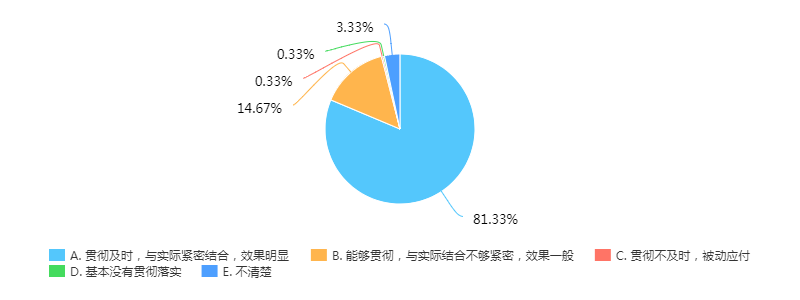 3.33%
0.33%
0.33%
14.67%
81.33%
A. 贯彻及时，与实际紧密结合，效果明显 B. 能够贯彻，与实际结合不够紧密，效果一般 C. 贯彻不及时，被动应付
D. 基本没有贯彻落实 E. 不清楚